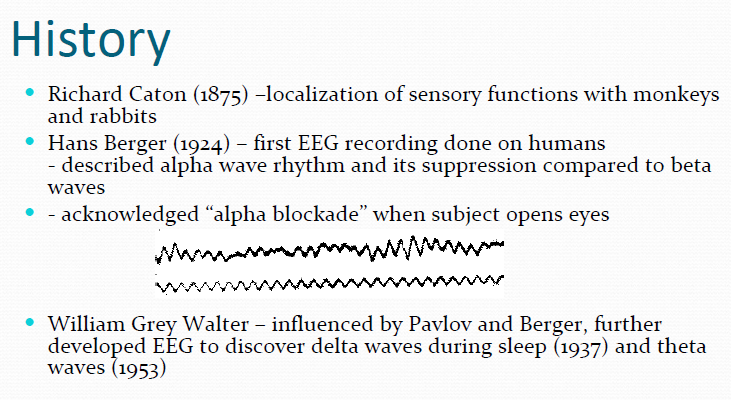 History
Richard Caton (1875) –localization of sensory functions with monkeys
and rabbits
Hans Berger (1924) – first EEG recording done on humans
- described alpha wave rhythm and its suppression compared to beta
waves
- acknowledged “alpha blockade” when subject opens eyes
William Grey Walter – influenced by Pavlov and Berger, further
developed EEG to discover delta waves during sleep (1937) and theta
waves (1953)